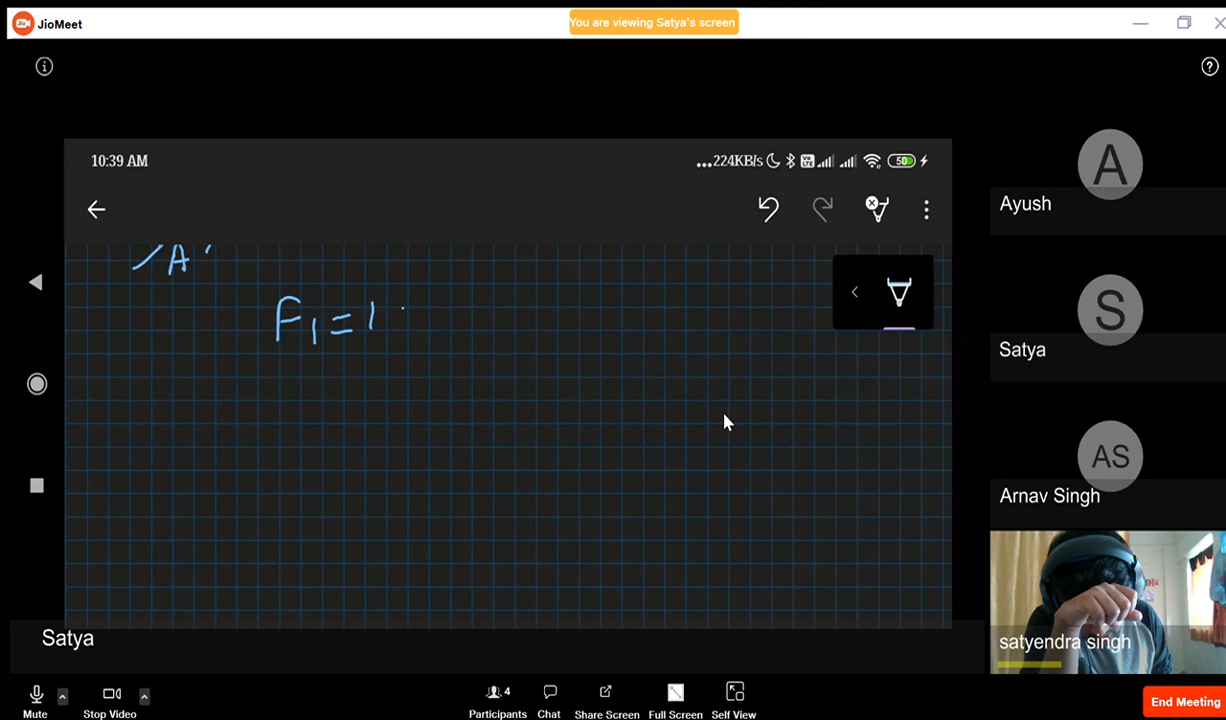 JioMeet
You are viewing Satya's screen
10:39 AM
...224KB/s
50
A
F1=1
A
Ayush
S
Satya
AS
Arnav Singh
satyendra singh
Satya
Mute
Stop Video
4
Participants
Chat
Share Screen
Full Screen
Self View
End Meeting